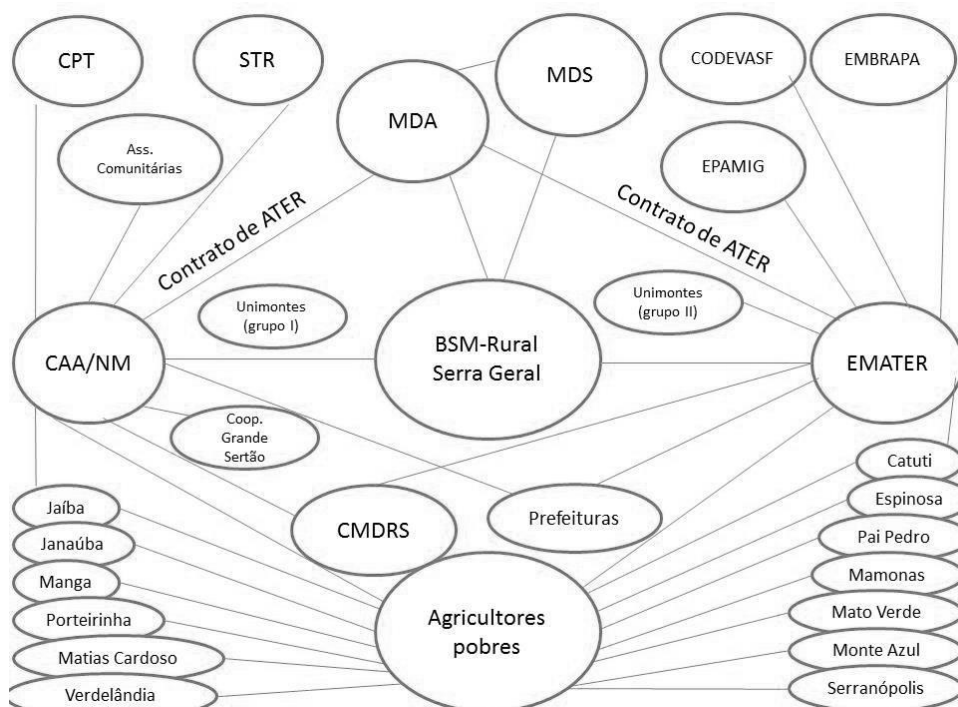 CPT
STR
MDA
MDS
CODEVASF
EMBRAPA
Ass.
Comunitárias
EPAMIG
Contrato de ATER
Contrato de ATER
Unimontes
(grupo I)
Unimontes
(grupo II)
CAA/NM
BSM-Rural
Serra Geral
EMATER
Coop.
Grande
Sertão
CMDRS
Prefeituras
Jaíba
Janaúba
Manga
Porteirinha
Matias Cardoso
Verdelândia
Agricultores
pobres
Catuti
Espinosa
Pai Pedro
Mamonas
Mato Verde
Monte Azul
Serranópolis